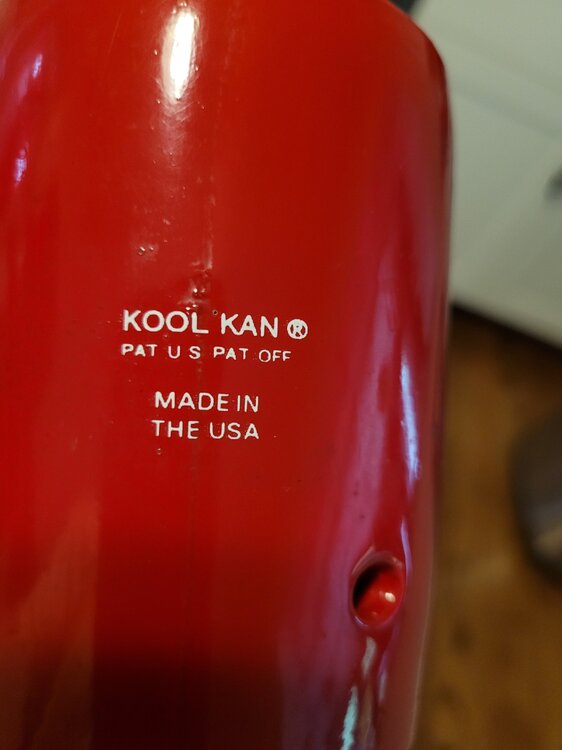 KOOL KAN ®
PAT U S PAT OFF
MADE IN
THE USA